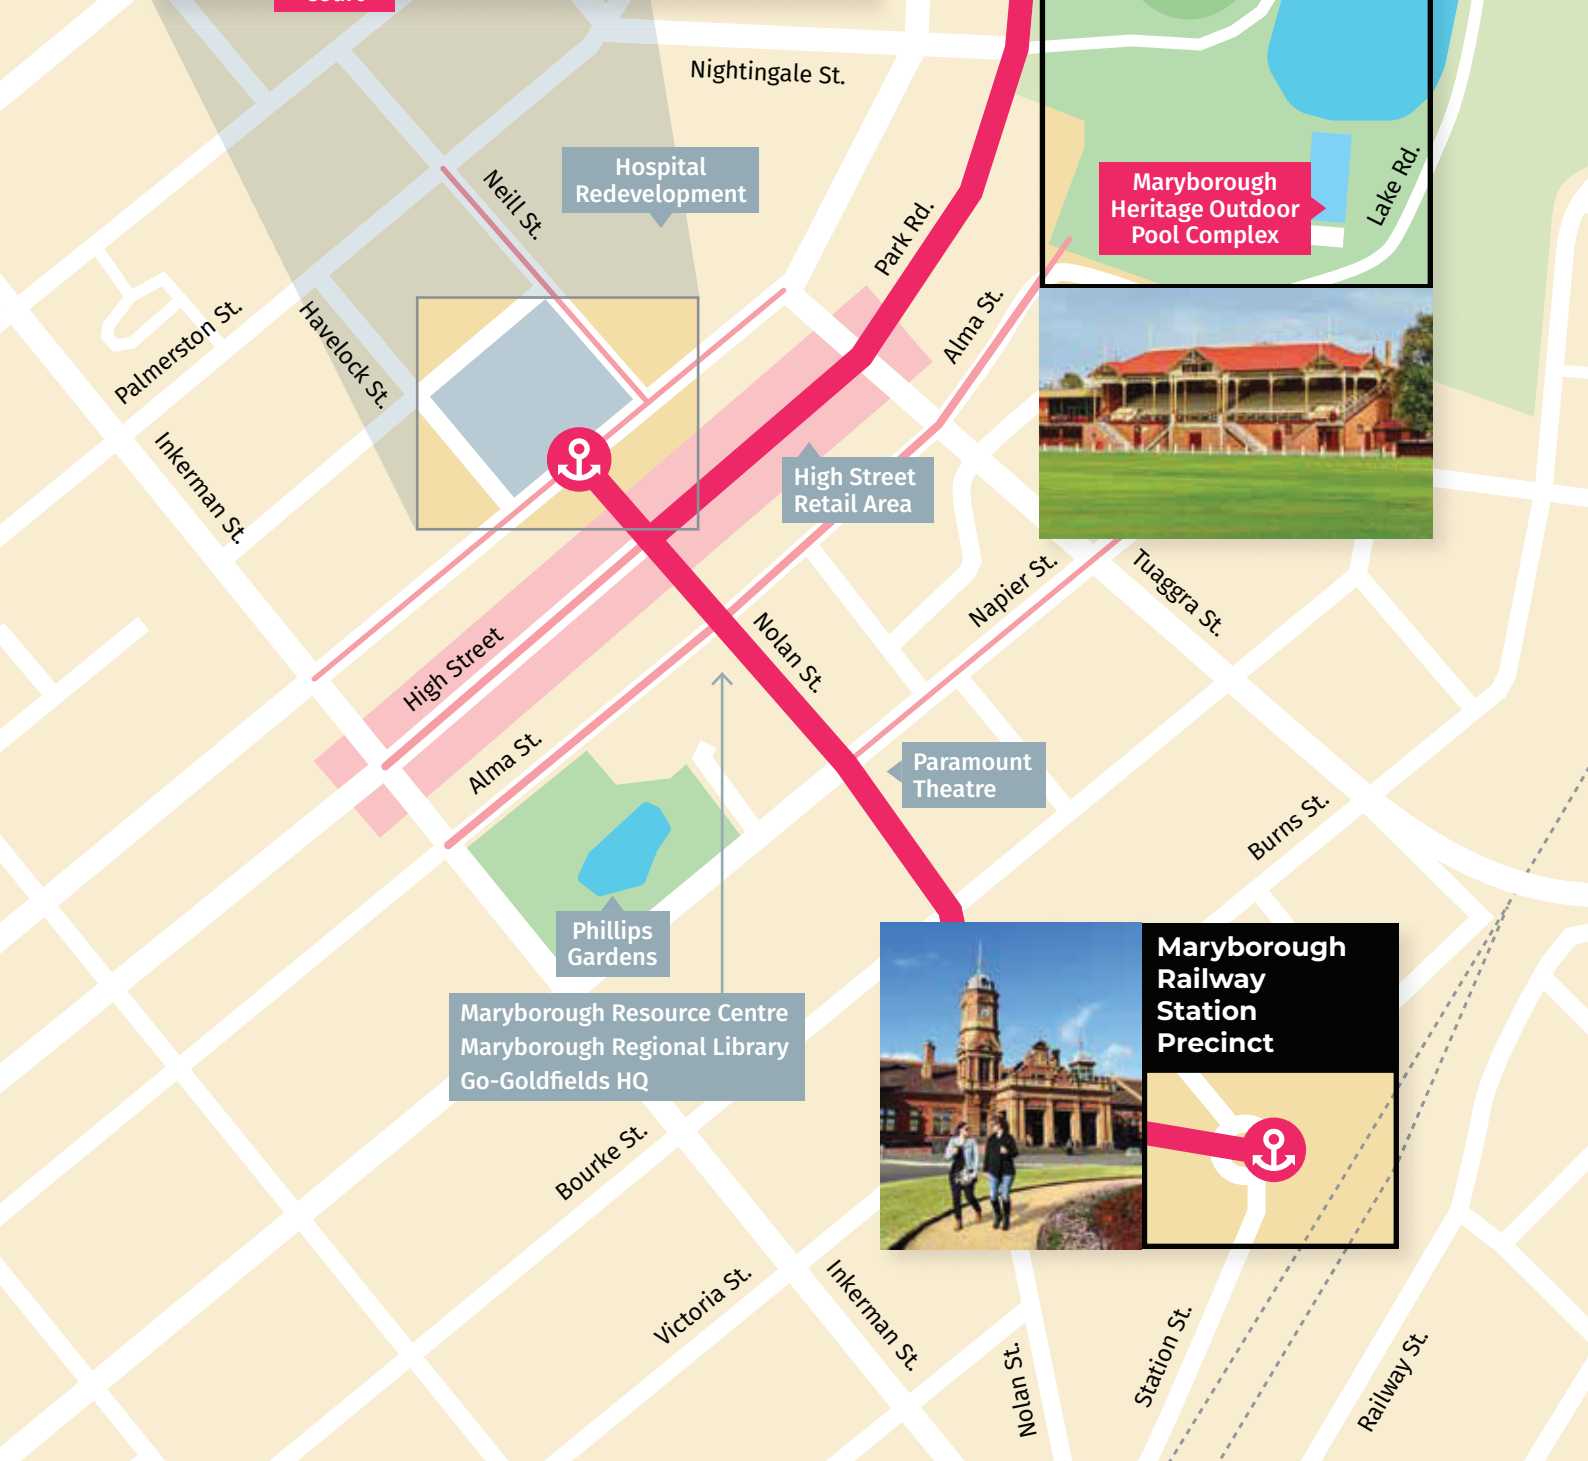 Nightingale St.
Hospital
Redevelopment
Neill St.
Park Rd.
Maryborough
Heritage Outdoor
Pool Complex
Lake Rd.
Palmerston St.
Havelock St.
Alma St.
Inkerman St.
High Street
Retail Area
Napier St.
Tuaggra St.
Nolan St.
High Street
Alma St.
Paramount
Theatre
Burns St.
Phillips
Gardens
Maryborough
Railway
Station
Precinct
Maryborough Resource Centre
Maryborough Regional Library
Go-Goldfields HQ
Bourke St.
Victoria St.
Inkerman St.
Nolan St.
Station St.
Railway St.